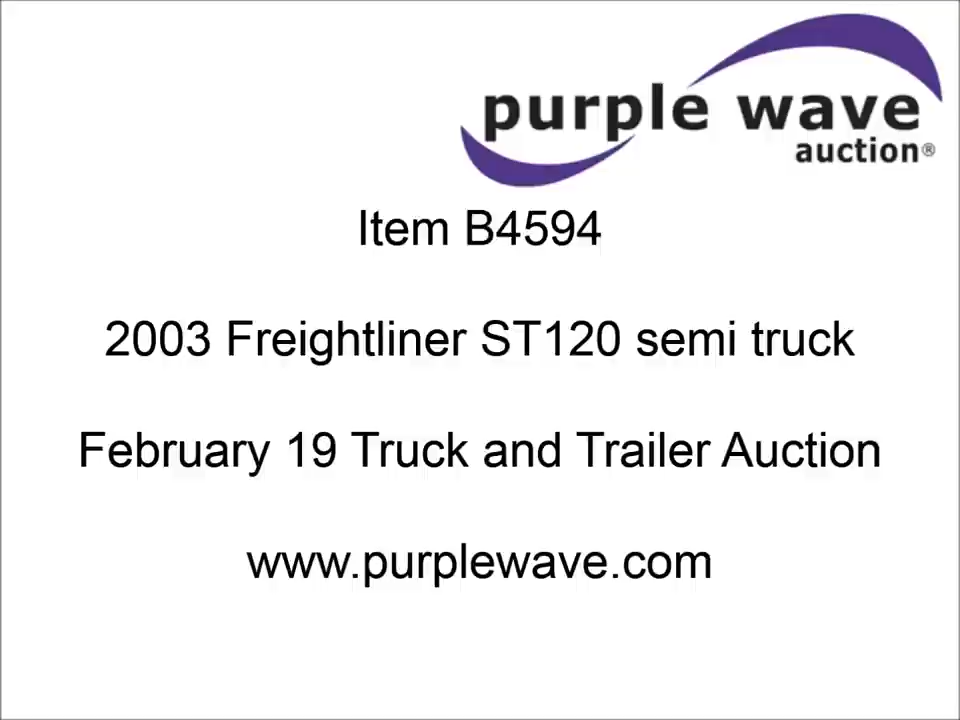 purple wave
auction®
Item B4594
2003 Freightliner ST120 semi truck
February 19 Truck and Trailer Auction
www.purplewave.com